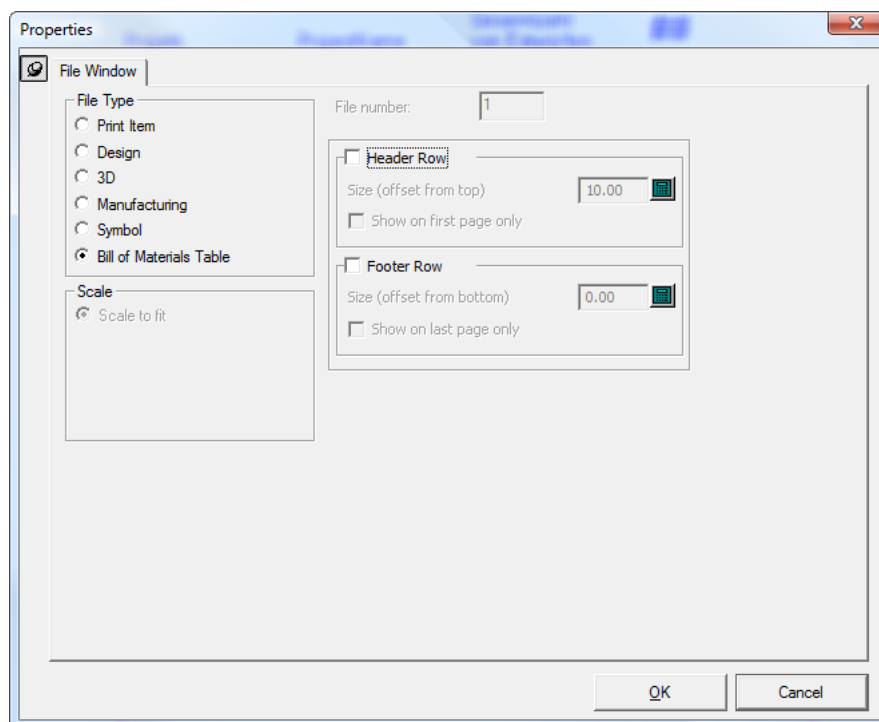 Properties
File Window
File Type
Print Item
Design
3D
Manufacturing
Symbol
Bill of Materials Table
Scale
Scale to fit
File number: 1
Header Row
Size (offset from top) 10.00
Show on first page only
Footer Row
Size (offset from bottom) 0.00
Show on last page only
OK Cancel